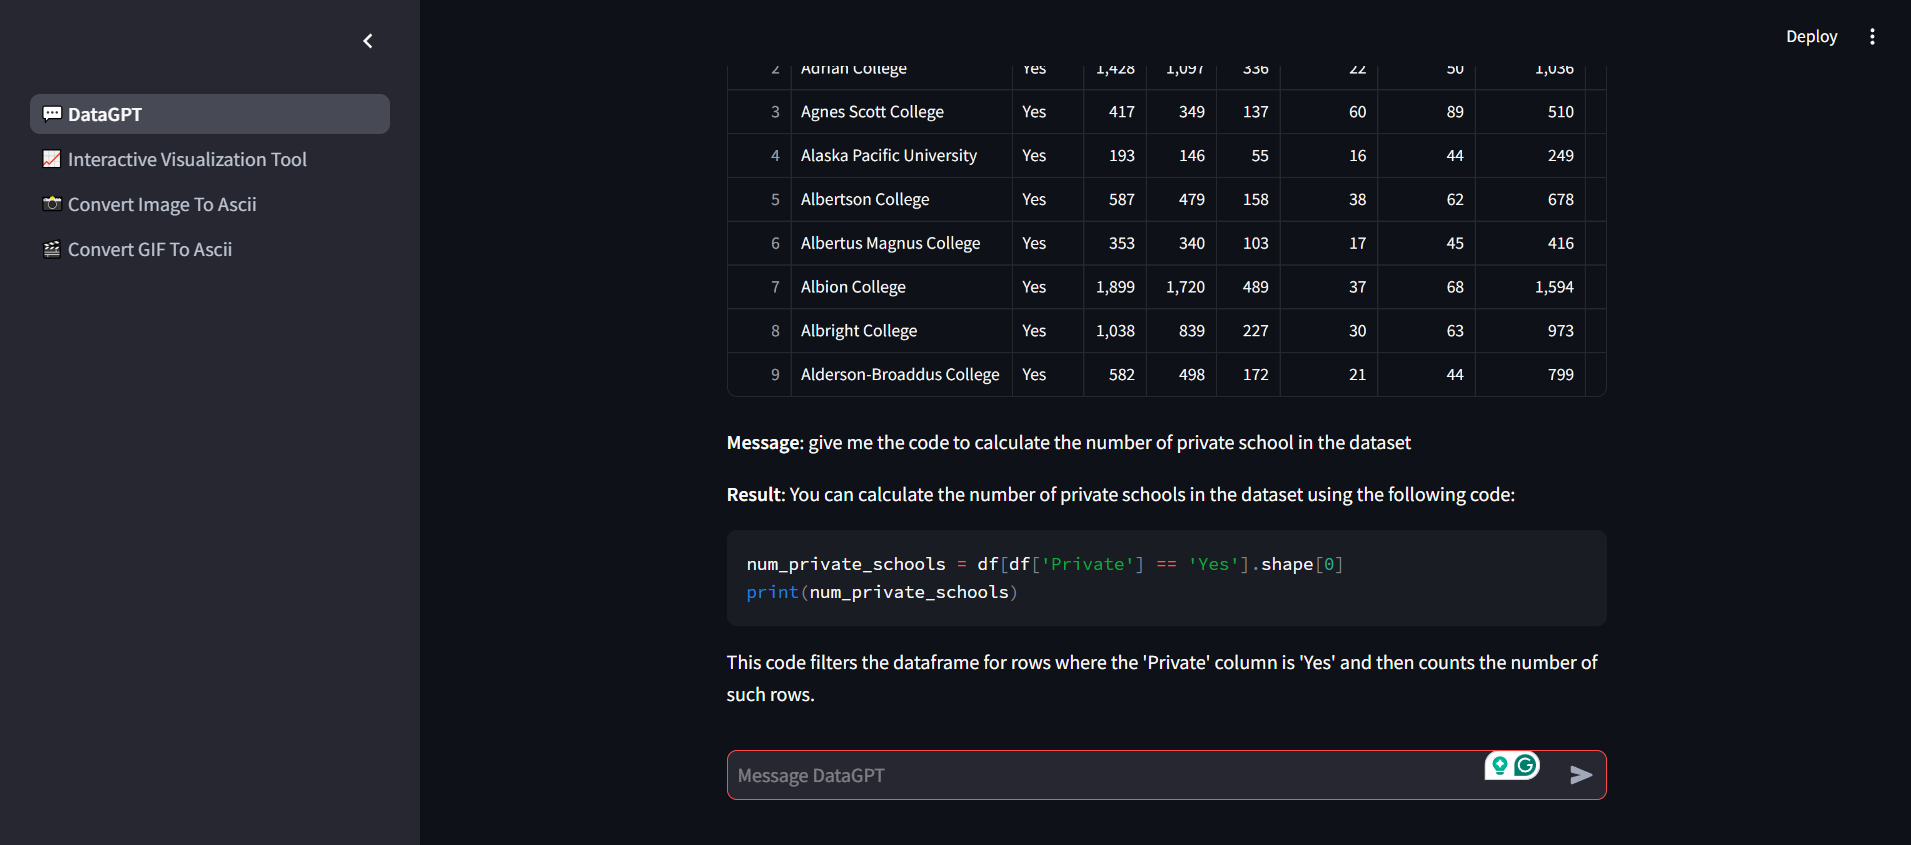 Deploy
DataGPT
Interactive Visualization Tool
Convert Image To Ascii
Convert GIF To Ascii
2 Adrian College Yes 1,428 1,097 336 22 50 1,036
3 Agnes Scott College Yes 417 349 137 60 89 510
4 Alaska Pacific University Yes 193 146 55 16 44 249
5 Albertson College Yes 587 479 158 38 62 678
6 Albertus Magnus College Yes 353 340 103 17 45 416
7 Albion College Yes 1,899 1,720 489 37 68 1,594
8 Albright College Yes 1,038 839 227 30 63 973
9 Alderson-Broaddus College Yes 582 498 172 21 44 799
Message: give me the code to calculate the number of private school in the dataset
Result: You can calculate the number of private schools in the dataset using the following code:
num_private_schools = df[df['Private'] == 'Yes'].shape[0]
print(num_private_schools)
This code filters the dataframe for rows where the 'Private' column is 'Yes' and then counts the number of
such rows.
Message DataGPT